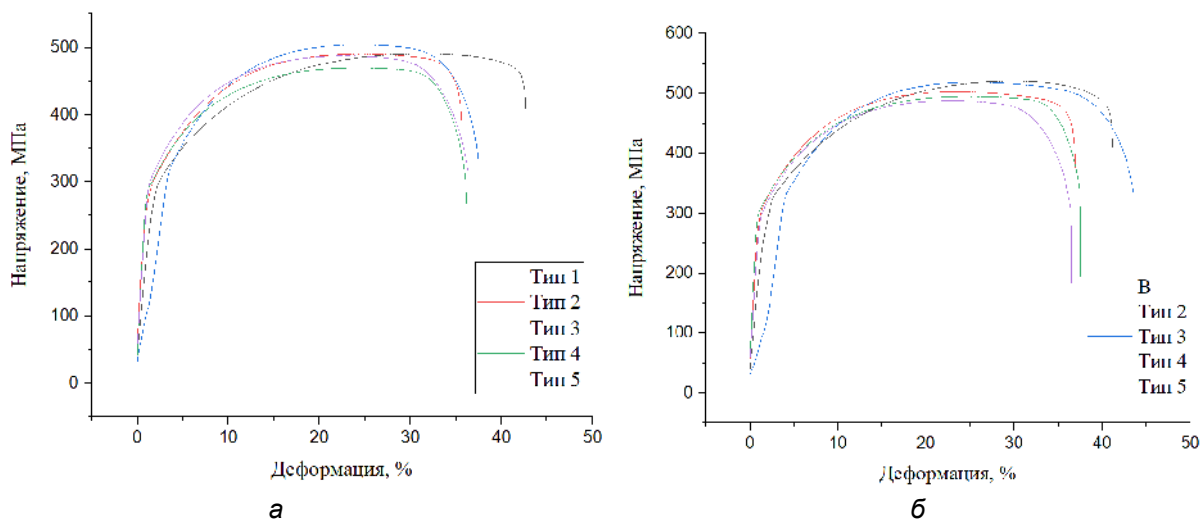 500
400
300
200
100
0
Напряжение, МПа
0 10 20 30 40 50
Деформация, %
Тип 1
Тип 2
Тип 3
Тип 4
Тип 5
а
600
500
400
300
200
100
0
Напряжение, МПа
0 10 20 30 40 50
Деформация, %
B
Тип 2
Тип 3
Тип 4
Тип 5
б